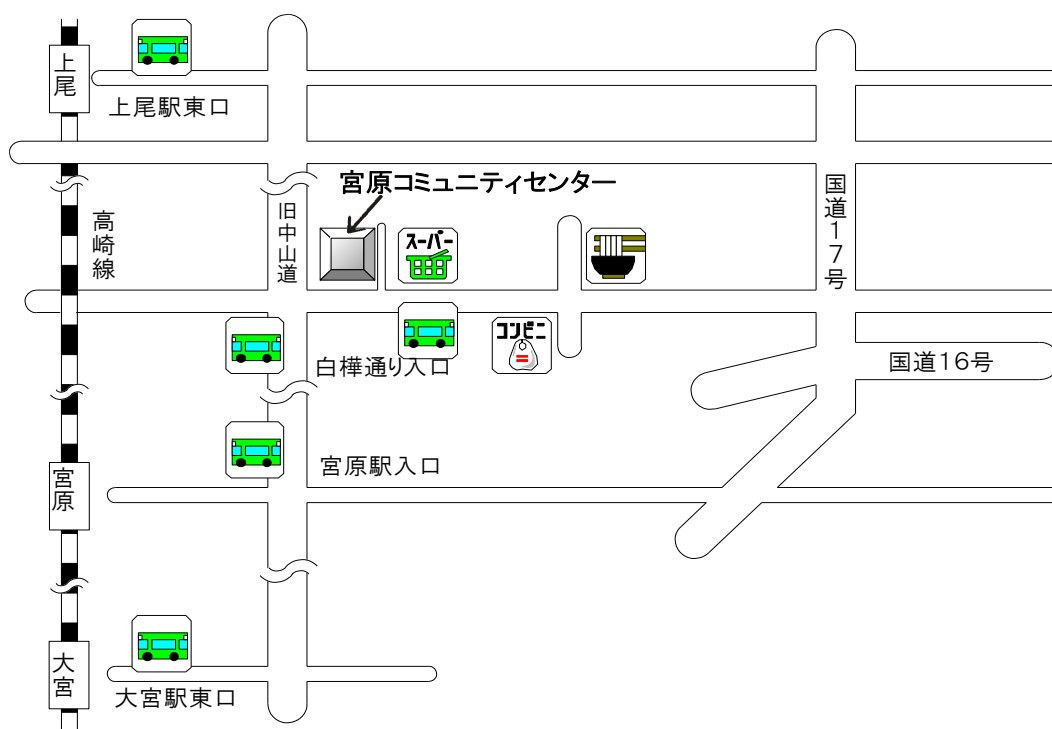 上尾
上尾駅東口
宮原コミュニティセンター
高崎線
旧中山道
スーパー
国道17号
コンビニ
白樺通り入口
国道16号
宮原駅入口
宮原
大宮
大宮駅東口